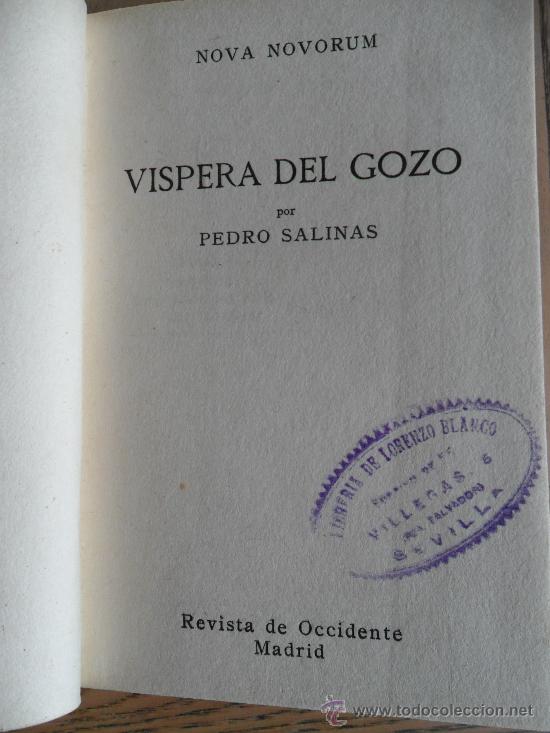 NOVA NOVORUM
VISPERA DEL GOZO
por
PEDRO SALINAS
LIBRERIA DE LORENZO BLANCO
VILLEGAS, 5
SALVADOR)
SEVILLA
Revista de Occidente
Madrid
www.todocoleccion.net